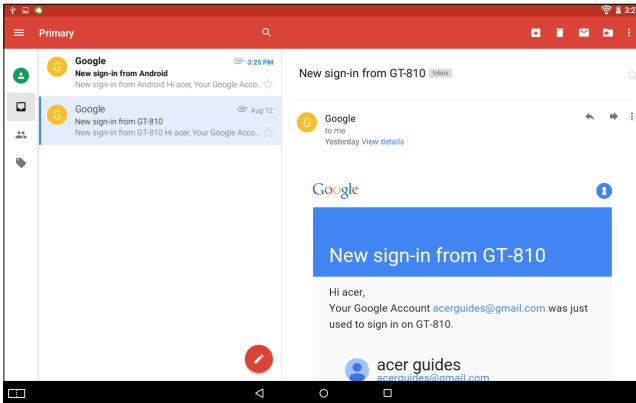 3:2
Primary
Google
3:25 PM
New sign-in from Android
New sign-in from Android Hi acer, Your Google Acco...
Google
Aug 12
New sign-in from GT-810
New sign-in from GT-810 Hi acer, Your Google Acco...
New sign-in from GT-810 Inbox
G
G
G
Google
to me
Yesterday View details
Google
New sign-in from GT-810
Hi acer,
Your Google Account acerguides@gmail.com was just
used to sign in on GT-810.
acer guides
acerguides@gmail.com